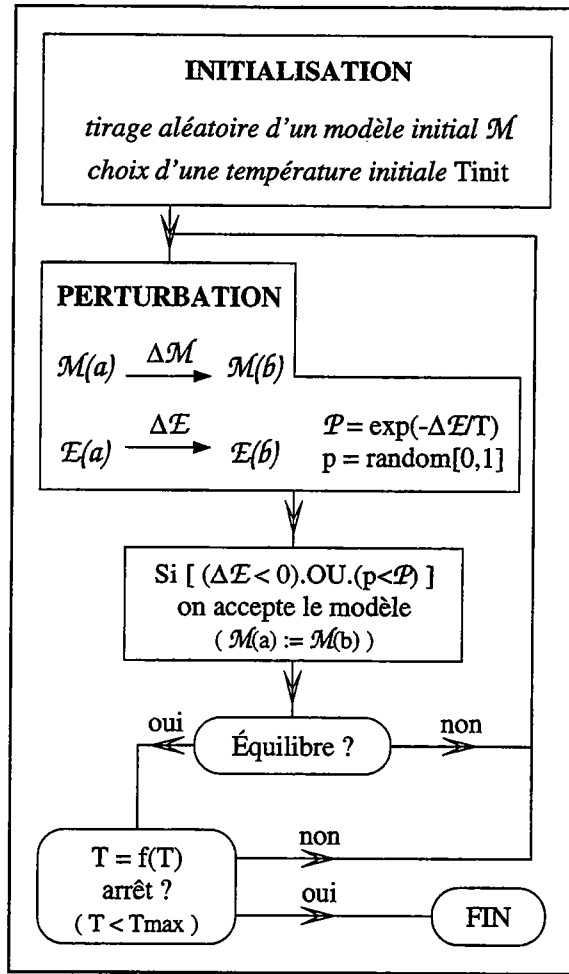 INITIALISATION
tirage aléatoire d'un modèle initial ℳ
choix d'une température initiale Tinit
PERTURBATION
Δℳ
ℳ(a) → ℳ(b)
ΔE
E(a) → E(b)
P = exp(-ΔE/T)
p = random[0,1]
Si [ (ΔE < 0).OU.(p<P) ]
on accepte le modèle
( ℳ(a) := ℳ(b) )
oui
non
Équilibre ?
T = f(T)
arrêt ?
( T < Tmax )
non
oui
FIN